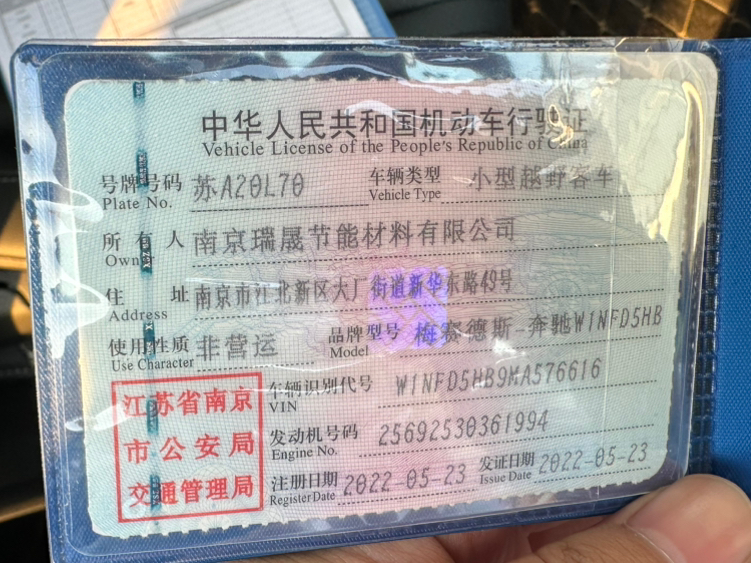 中华人民共和国机动车行驶证
Vehicle License of the People's Republic of China
号牌号码 苏A20L70 车辆类型 小型越野客车
Plate No. Vehicle Type
所有人 南京瑞晟节能材料有限公司
Owner
住址 南京市江北新区大厂街道新华东路49号
Address
使用性质 非营运 品牌型号 梅赛德斯-奔驰W1NFD5HB
Use Character Model
江苏省南京 车辆识别代号 W1NFD5HB9MA576616
VIN
市公安局 发动机号码 25692530361994
Engine No.
交通管理局 注册日期 2022-05-23 发证日期 2022-05-23
Register Date Issue Date